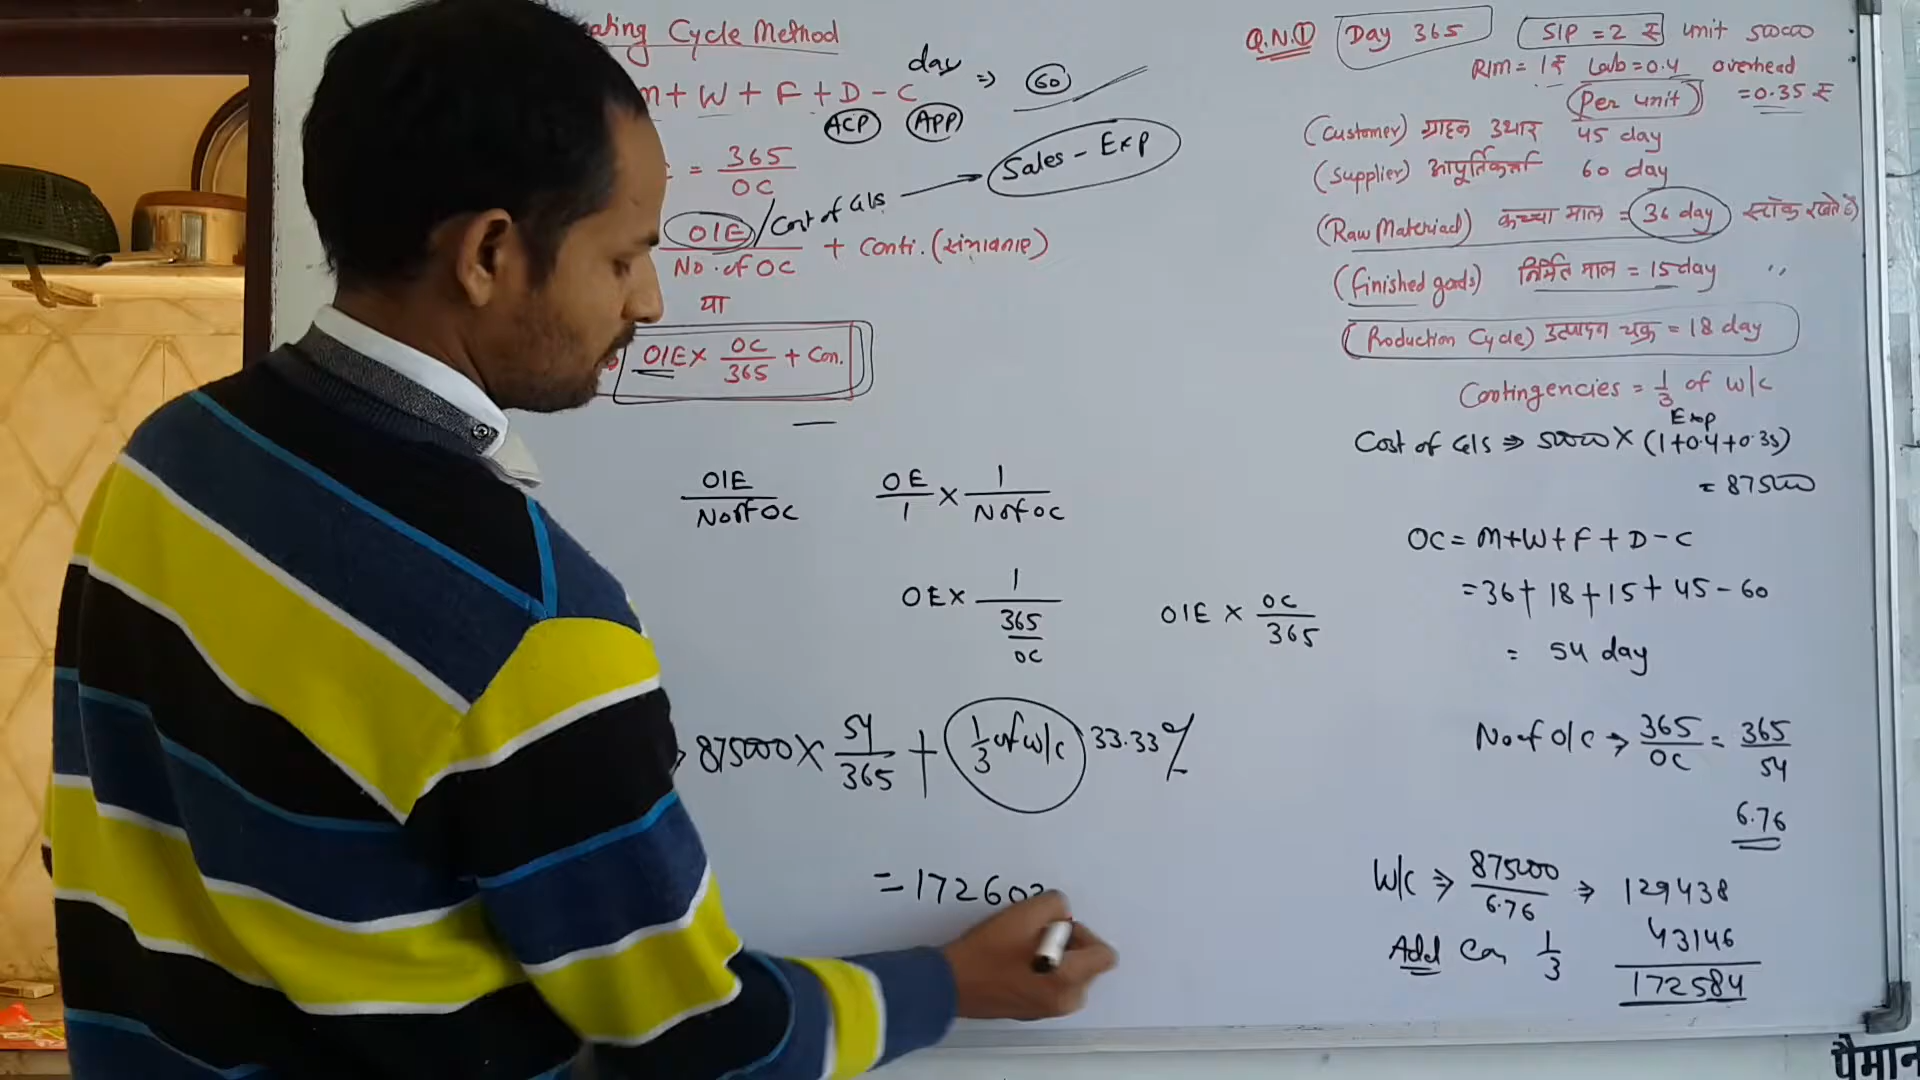 ating Cycle Method
M + W + F + D - C day ⇒ 60
ACP APP
= 365/OC
OIE / Cost of G/s → Sales - Exp
No. of OC + Conti. (संभावनाए)
या
OIE × OC/365 + Con.
OIE/No of OC OE/1 × 1/No of OC
OE × 1/(365/OC) OIE × OC/365
875000 × 54/365 + 1/3 of w/c 33.33%
= 17260
Q.N.① Day 365 S/P = 2 ₹ unit 500000
R/m = 1 ₹ Lab = 0.4 overhead
Per unit = 0.35 ₹
(Customer) ग्राहक उधार 45 day
(Supplier) आपूर्तिकर्ता 60 day
(Raw Material) कच्चा माल = 36 day स्टॉक रखते है)
(finished goods) निर्मित माल = 15 day ,,
(Production Cycle) उत्पादन चक्र = 18 day
Contingencies = 1/3 of w/c
Exp
Cost of G/s ⇒ 500000 × (1+0.4+0.35)
= 875000
OC = M+W+F+D-C
= 36+18+15+45-60
= 54 day
No of O/C → 365/OC = 365/54
6.76
W/C ⇒ 875000/6.76 ⇒ 129438
Add Con 1/3 43146
172584
पैमान